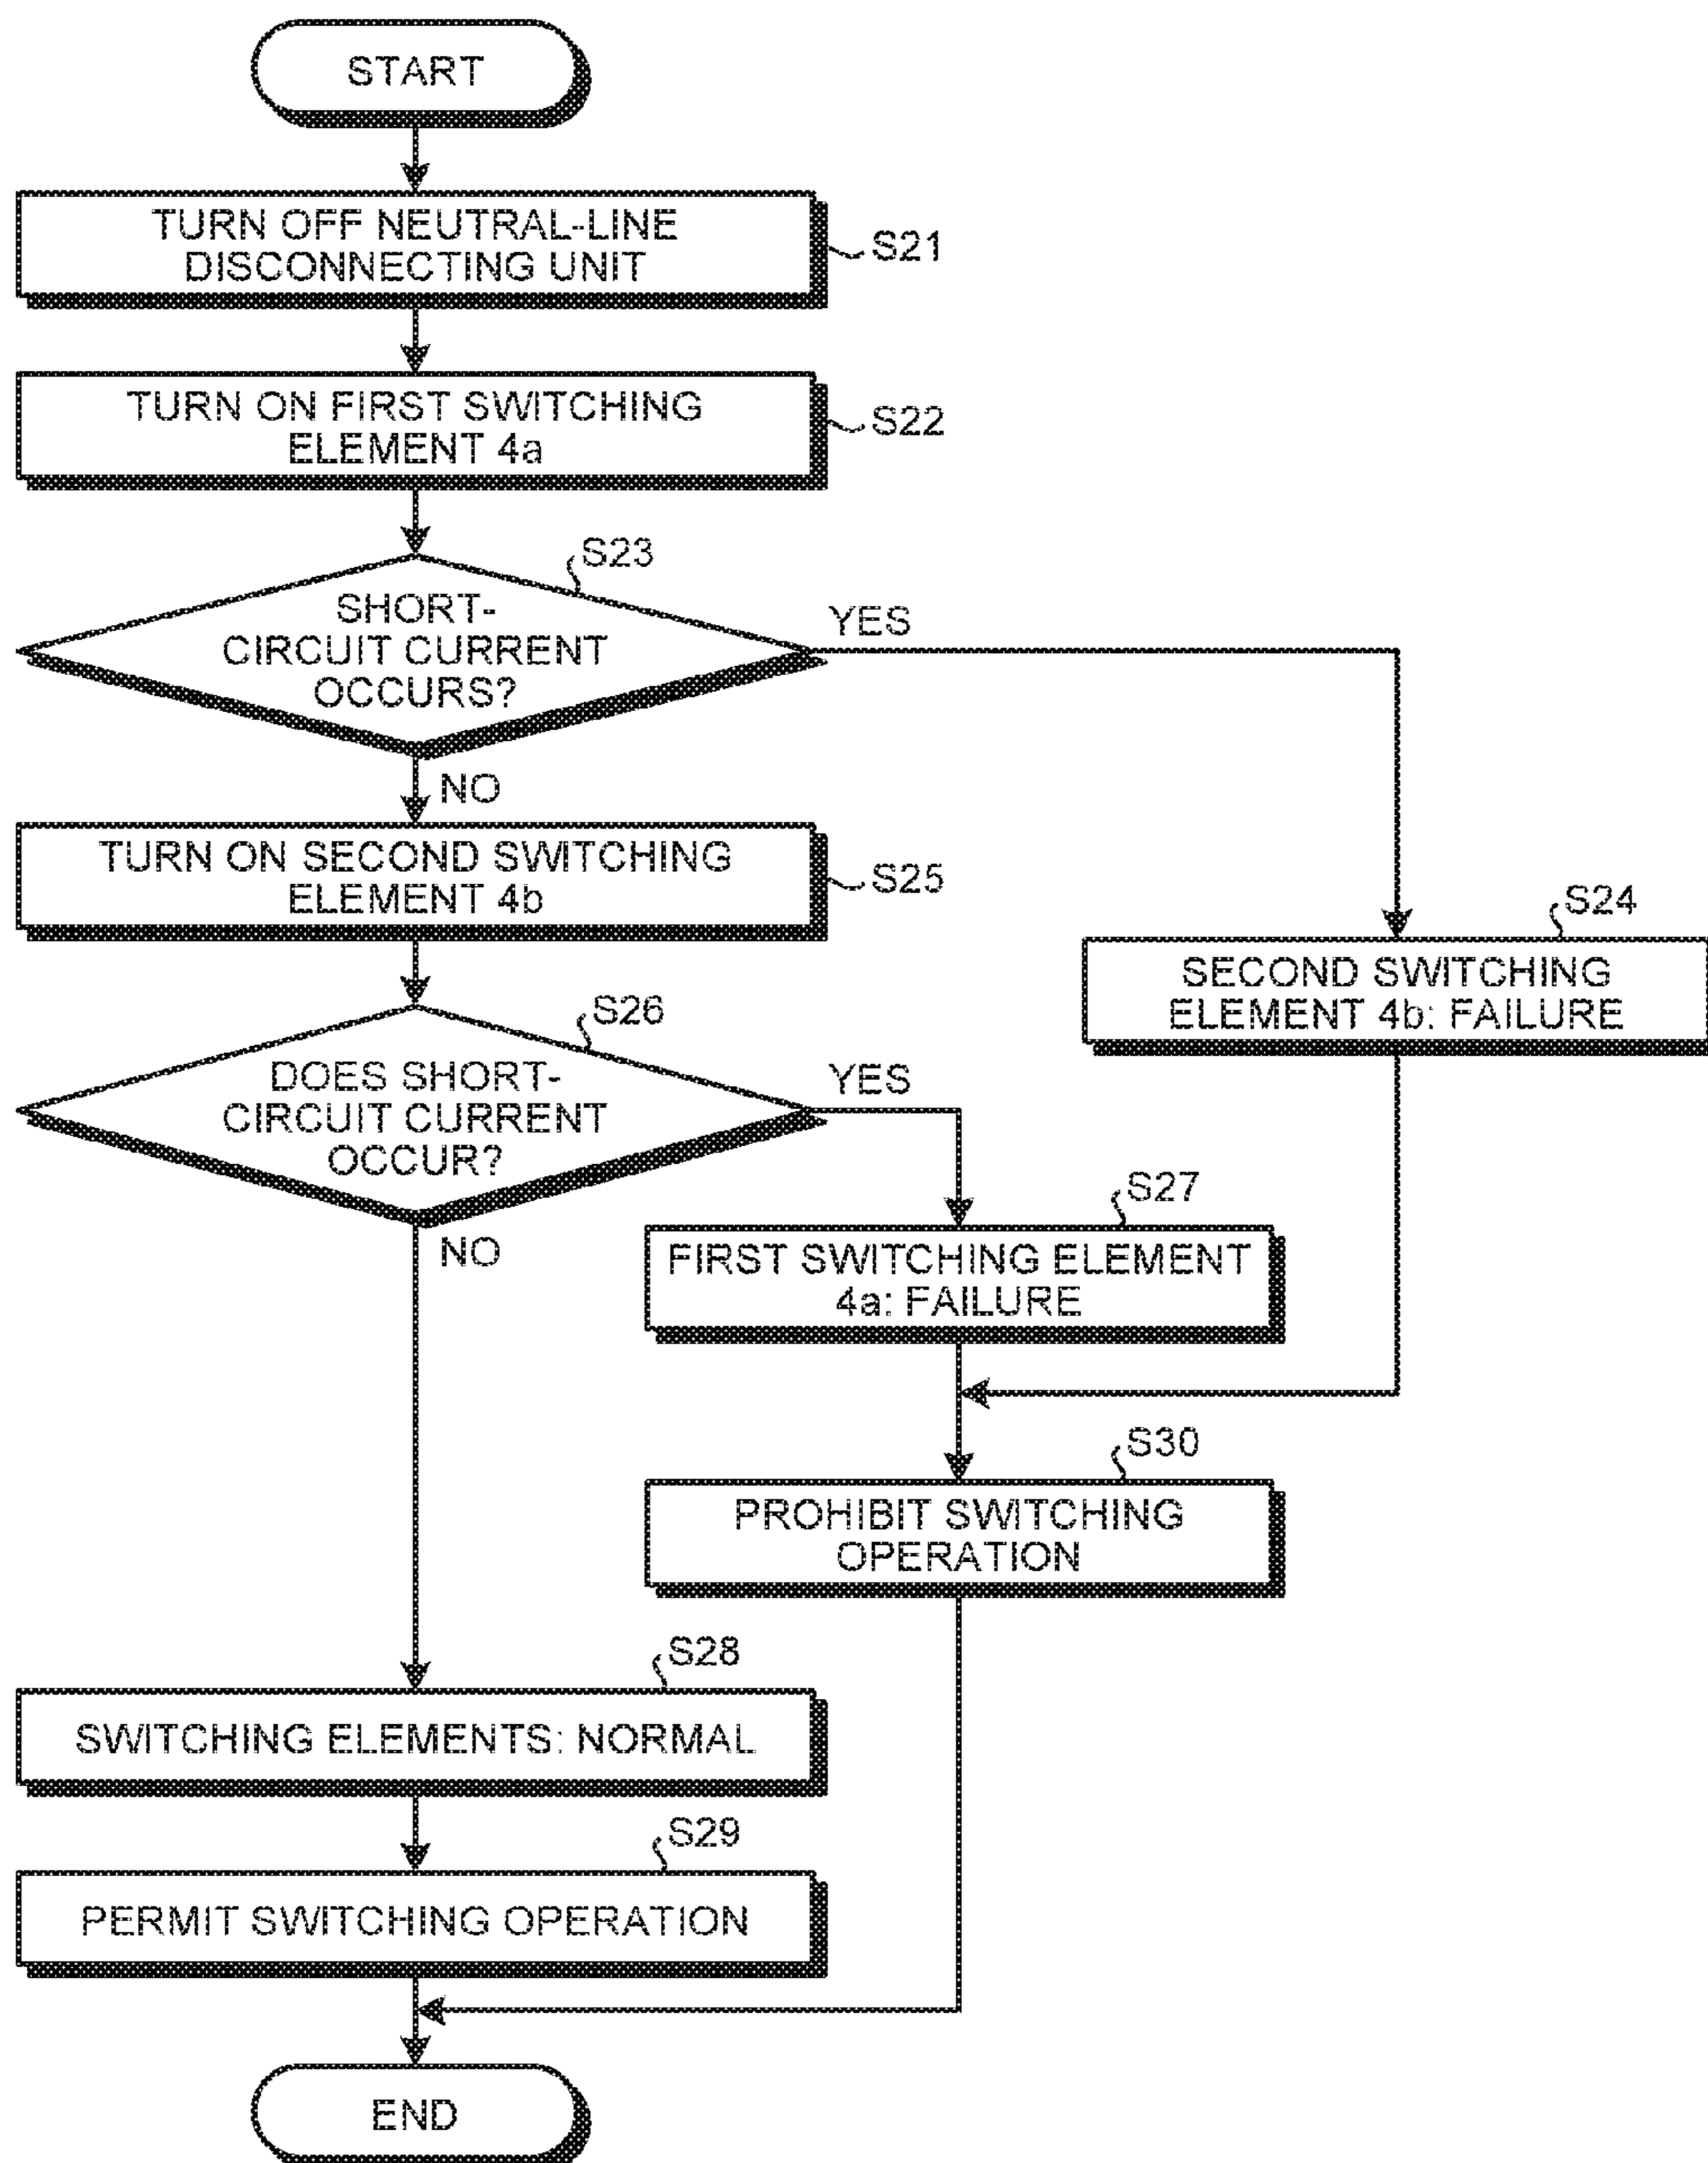 START
TURN OFF NEUTRAL-LINE
DISCONNECTING UNIT
S21
TURN ON FIRST SWITCHING
ELEMENT 4a
S22
S23
SHORT-
CIRCUIT CURRENT
OCCURS?
YES
NO
TURN ON SECOND SWITCHING
ELEMENT 4b
S25
S24
SECOND SWITCHING
ELEMENT 4b: FAILURE
S26
DOES SHORT-
CIRCUIT CURRENT
OCCUR?
YES
NO
S27
FIRST SWITCHING ELEMENT
4a: FAILURE
S30
PROHIBIT SWITCHING
OPERATION
S28
SWITCHING ELEMENTS: NORMAL
S29
PERMIT SWITCHING OPERATION
END